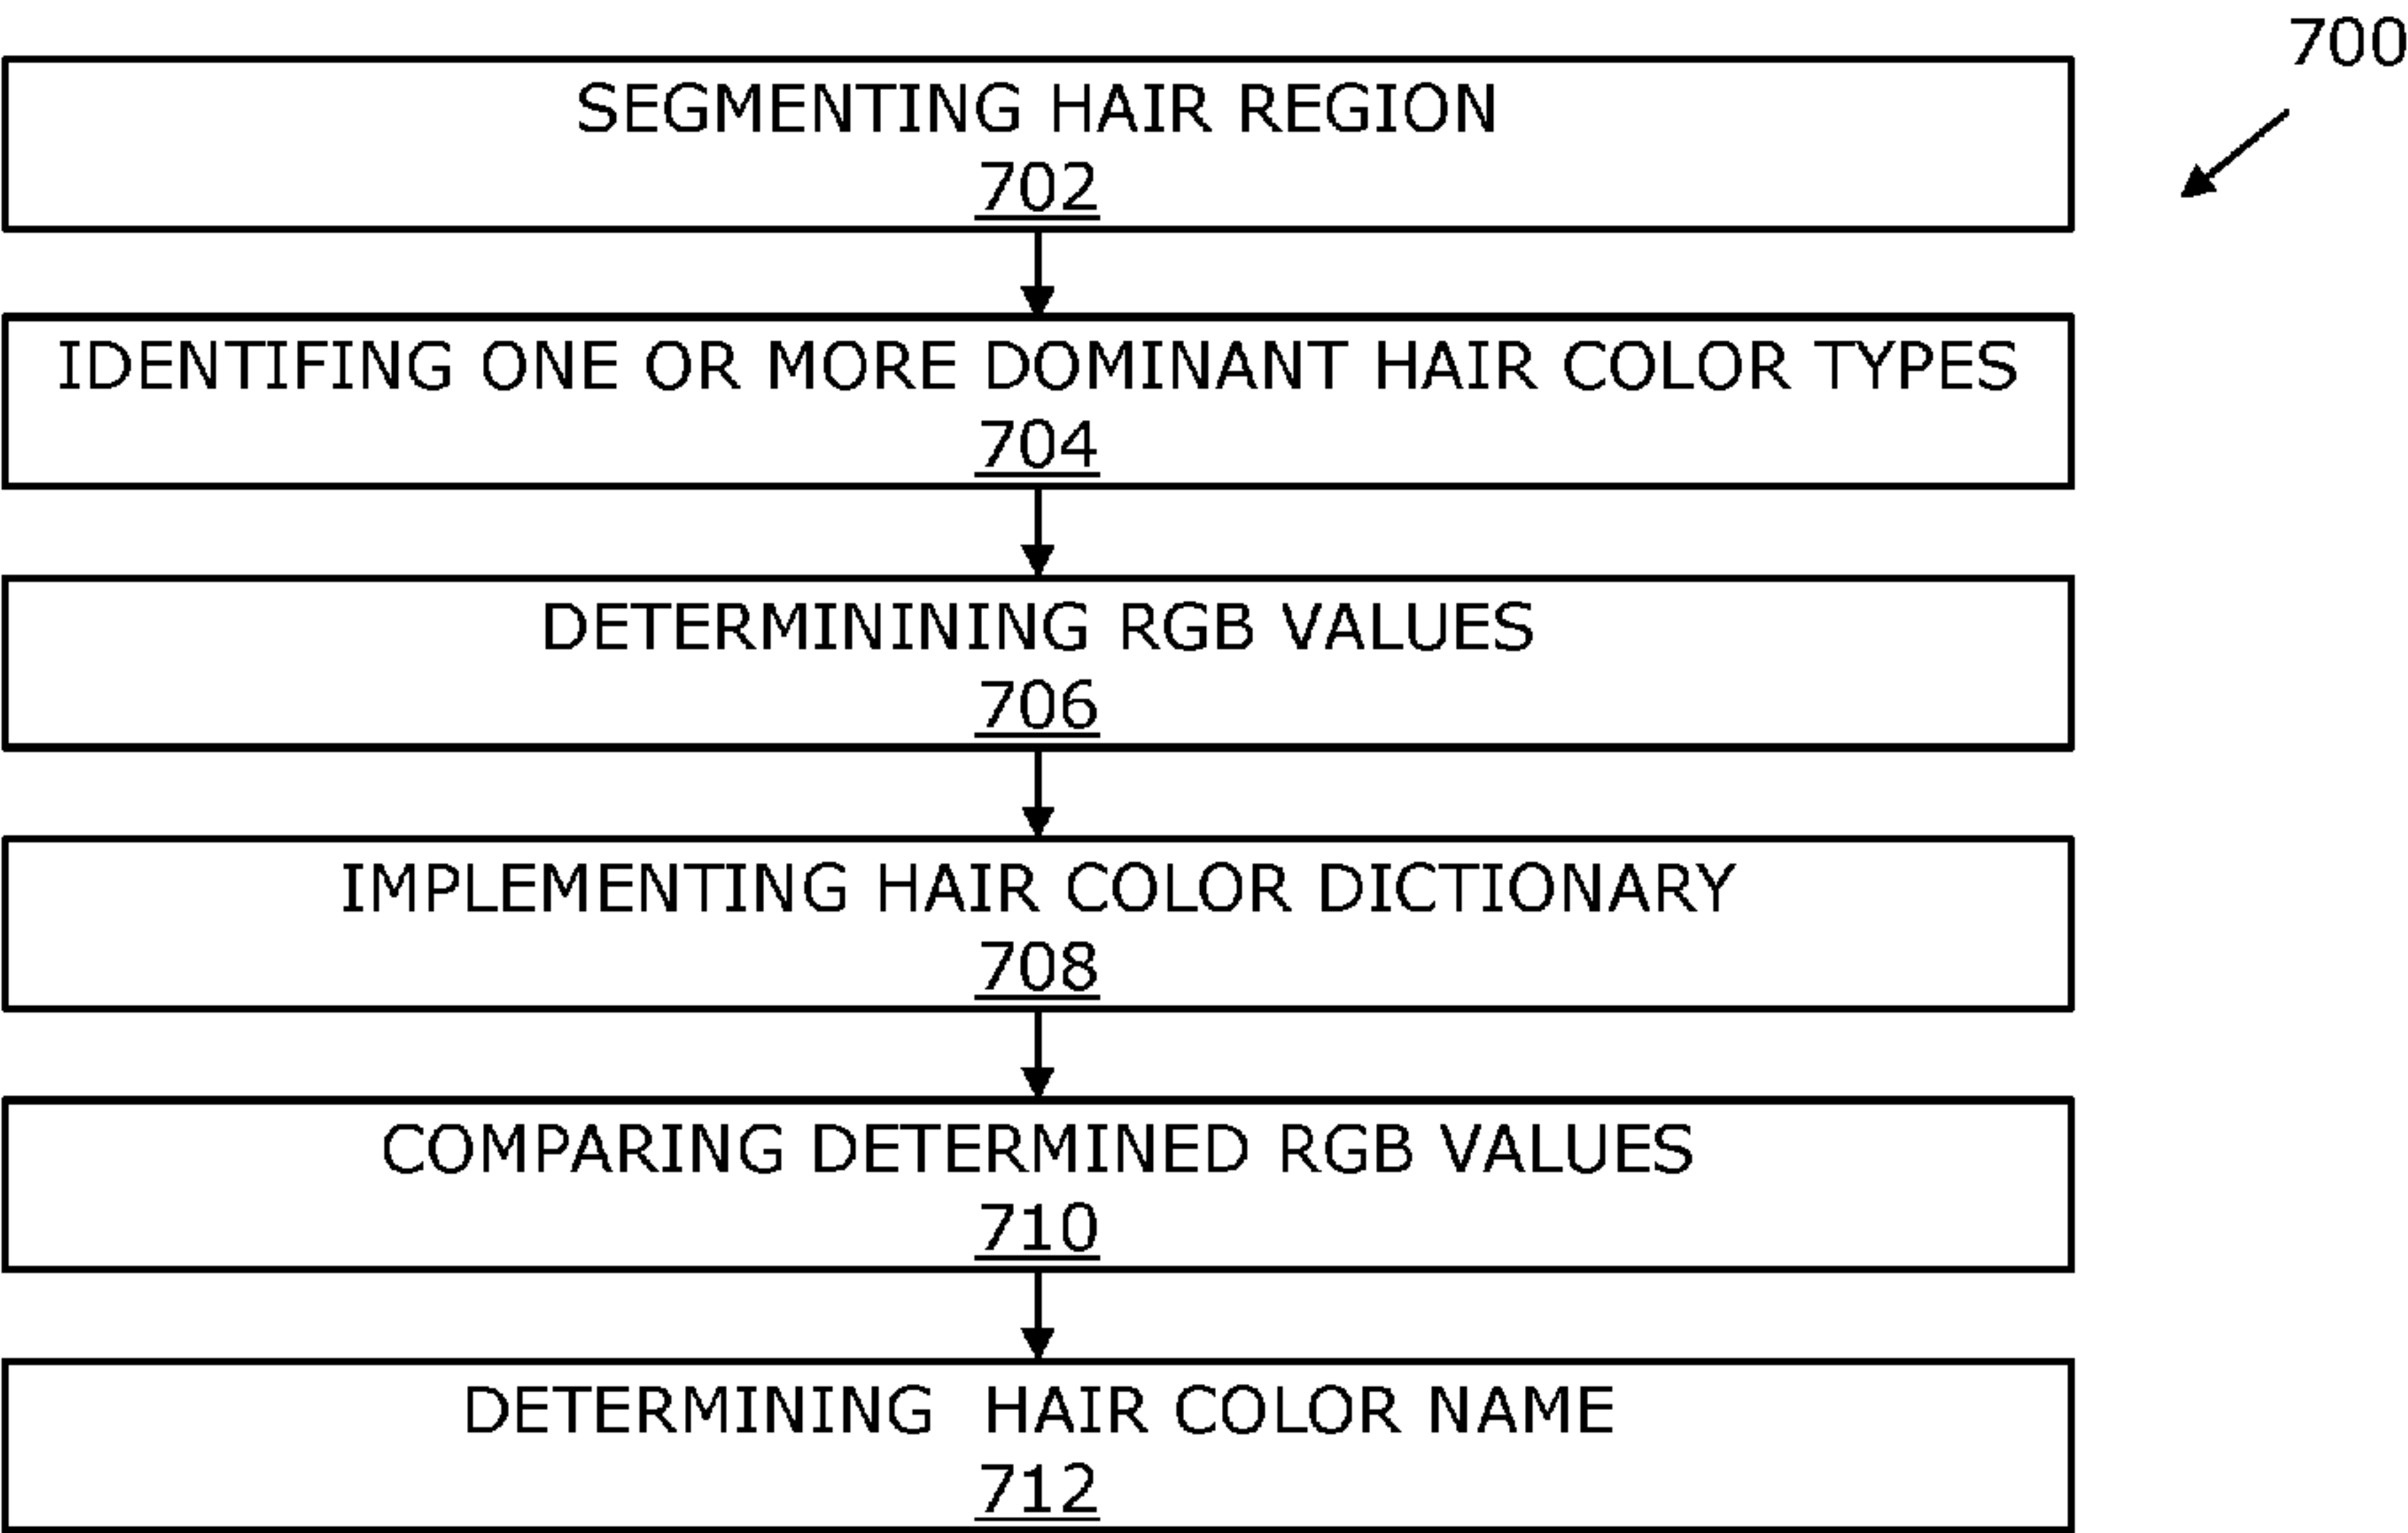 700
SEGMENTING HAIR REGION
702
IDENTIFING ONE OR MORE DOMINANT HAIR COLOR TYPES
704
DETERMINING RGB VALUES
706
IMPLEMENTING HAIR COLOR DICTIONARY
708
COMPARING DETERMINED RGB VALUES
710
DETERMINING HAIR COLOR NAME
712